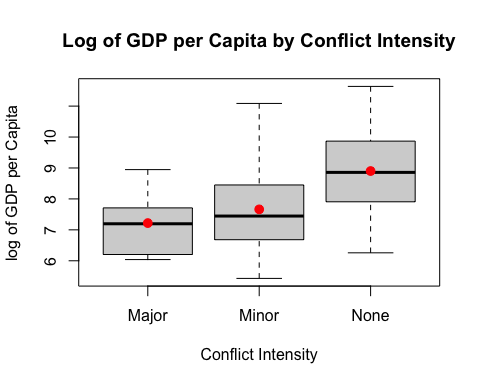 Log of GDP per Capita by Conflict Intensity
log of GDP per Capita
10
9
8
7
6
Major Minor None
Conflict Intensity